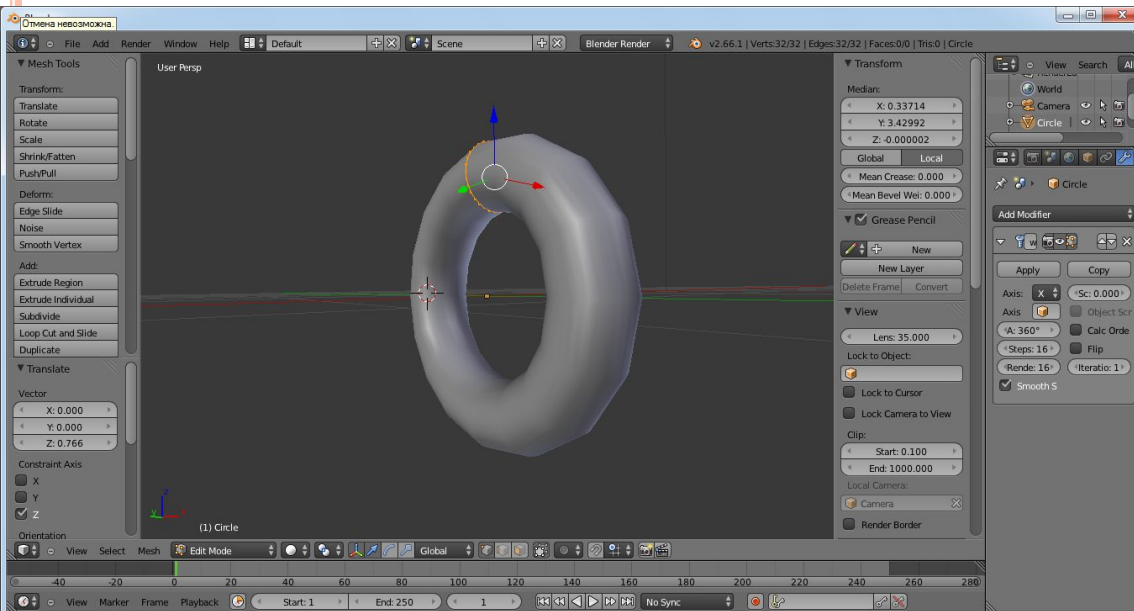 Отмена невозможна.
File Add Render Window Help Default Scene Blender Render v2.66.1 | Verts:32/32 | Edges:32/32 | Faces:0/0 | Tris:0 | Circle
Mesh Tools
Transform:
Translate
Rotate
Scale
Shrink/Fatten
Push/Pull
Deform:
Edge Slide
Noise
Smooth Vertex
Add:
Extrude Region
Extrude Individual
Subdivide
Loop Cut and Slide
Duplicate
Translate
Vector
X: 0.000
Y: 0.000
Z: 0.766
Constraint Axis
X
Y
Z
Orientation
User Persp
z
y
(1) Circle
Transform
Median:
X: 0.33714
Y: 3.42992
Z: -0.000002
Global Local
Mean Crease: 0.000
Mean Bevel Wei: 0.000
Grease Pencil
New
New Layer
Delete Frame Convert
View
Lens: 35.000
Lock to Object:
Lock to Cursor
Lock Camera to View
Clip:
Start: 0.100
End: 1000.000
Local Camera:
Camera
Render Border
View Search Al
World
Camera
Circle
Circle
Add Modifier
Apply Copy
Axis: X Sc: 0.000
Axis Object Scr
A: 360° Calc Orde
Steps: 16 Flip
Rende: 16 Iteratio: 1
Smooth S
View Select Mesh Edit Mode Global
-40 -20 0 20 40 60 80 100 120 140 160 180 200 220 240 260 280
View Marker Frame Playback Start: 1 End: 250 1 No Sync